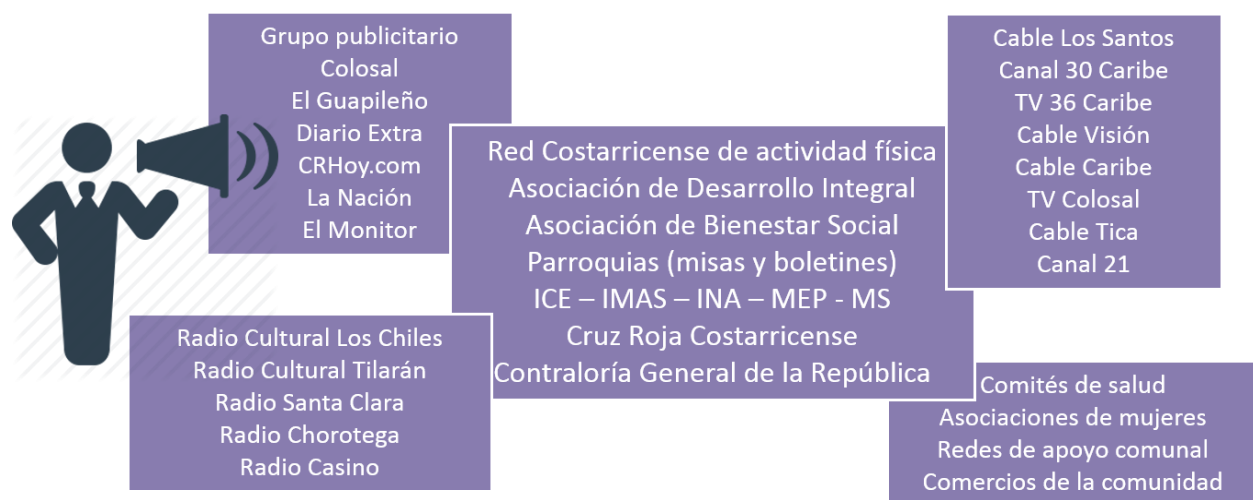 Grupo publicitario
Colosal
El Guapileño
Diario Extra
CRHoy.com
La Nación
El Monitor
Red Costarricense de actividad física
Asociación de Desarrollo Integral
Asociación de Bienestar Social
Parroquias (misas y boletines)
ICE – IMAS – INA – MEP - MS
Cruz Roja Costarricense
Contraloría General de la República
Cable Los Santos
Canal 30 Caribe
TV 36 Caribe
Cable Visión
Cable Caribe
TV Colosal
Cable Tica
Canal 21
Radio Cultural Los Chiles
Radio Cultural Tilarán
Radio Santa Clara
Radio Chorotega
Radio Casino
Comités de salud
Asociaciones de mujeres
Redes de apoyo comunal
Comercios de la comunidad